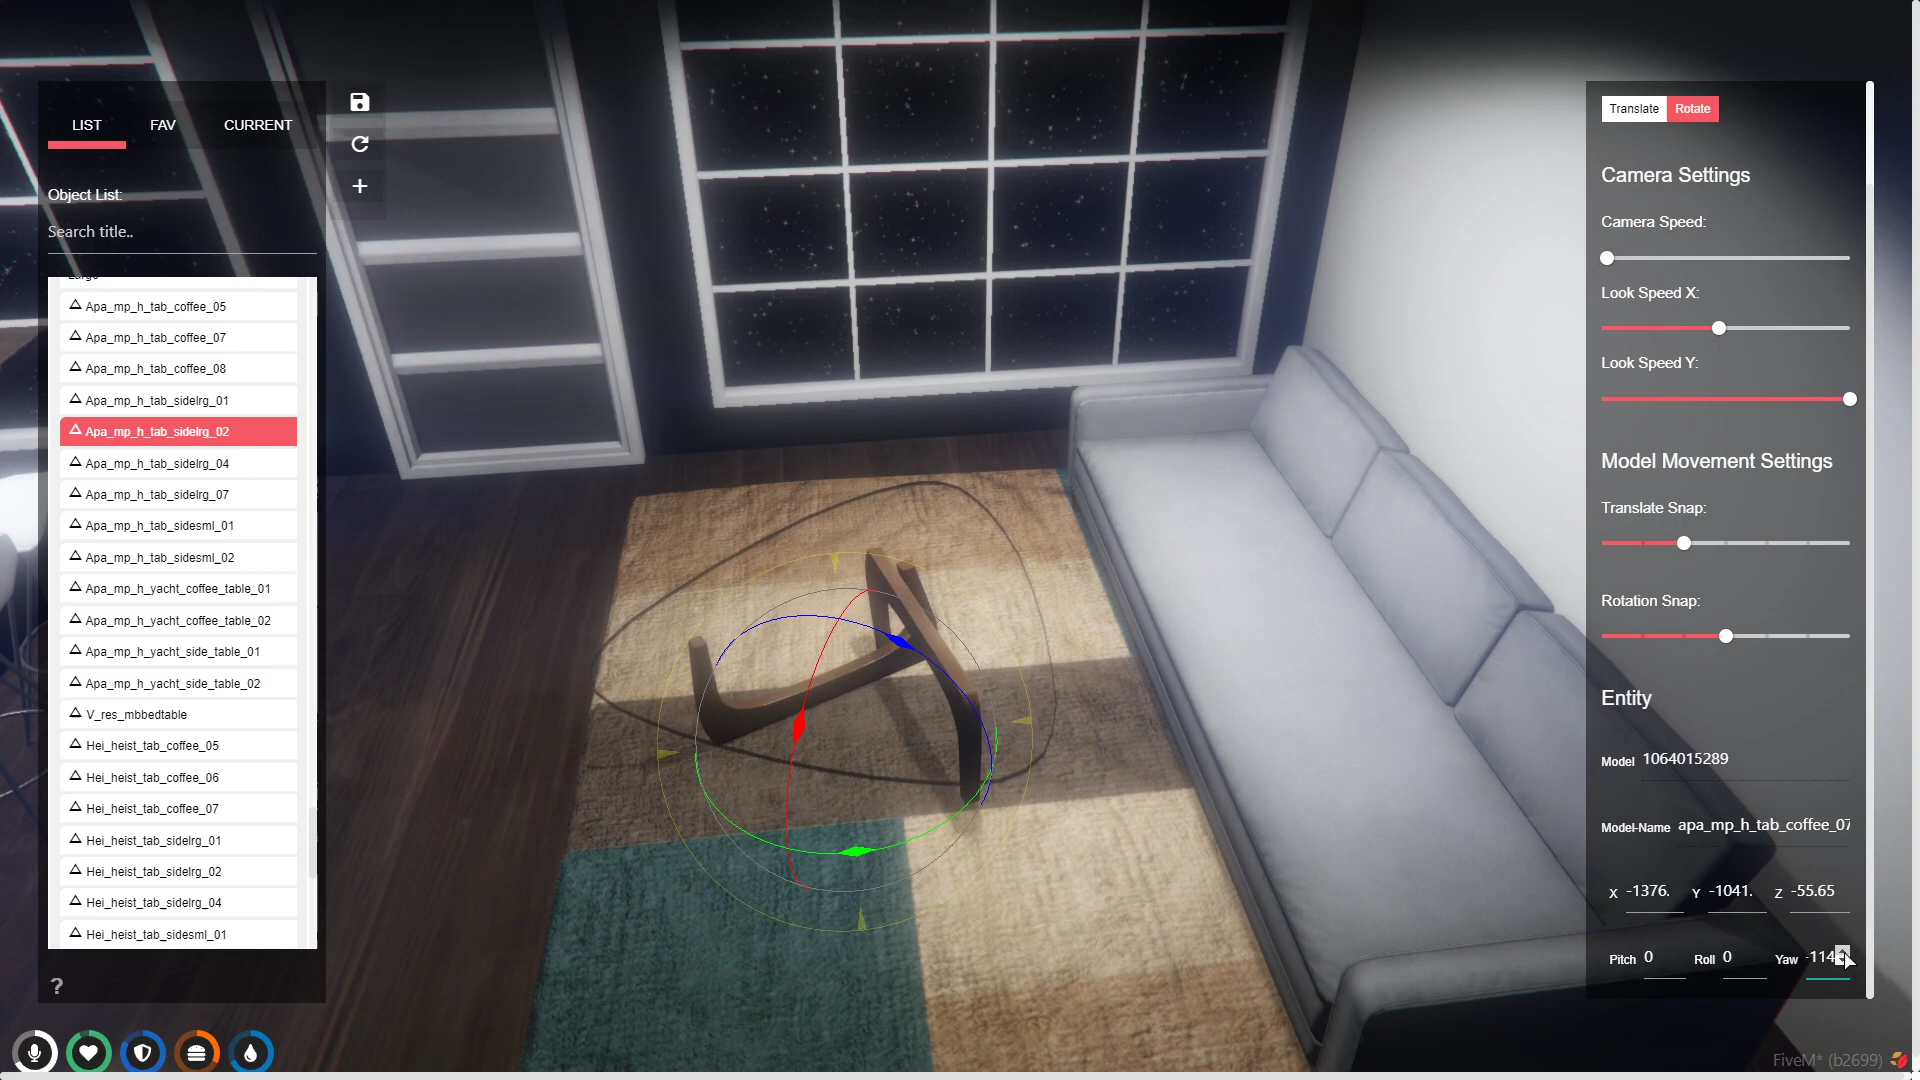 LIST
FAV
CURRENT
Object List:
Search title..
Large
Apa_mp_h_tab_coffee_05
Apa_mp_h_tab_coffee_07
Apa_mp_h_tab_coffee_08
Apa_mp_h_tab_sidelrg_01
Apa_mp_h_tab_sidelrg_02
Apa_mp_h_tab_sidelrg_04
Apa_mp_h_tab_sidelrg_07
Apa_mp_h_tab_sidesml_01
Apa_mp_h_tab_sidesml_02
Apa_mp_h_yacht_coffee_table_01
Apa_mp_h_yacht_coffee_table_02
Apa_mp_h_yacht_side_table_01
Apa_mp_h_yacht_side_table_02
V_res_mbbedtable
Hei_heist_tab_coffee_05
Hei_heist_tab_coffee_06
Hei_heist_tab_coffee_07
Hei_heist_tab_sidelrg_01
Hei_heist_tab_sidelrg_02
Hei_heist_tab_sidelrg_04
Hei_heist_tab_sidesml_01
?
Translate Rotate
Camera Settings
Camera Speed:
Look Speed X:
Look Speed Y:
Model Movement Settings
Translate Snap:
Rotation Snap:
Entity
Model 1064015289
Model-Name apa_mp_h_tab_coffee_07
X -1376. Y -1041. Z -55.65
Pitch 0 Roll 0 Yaw -114
FiveM* (b2699)